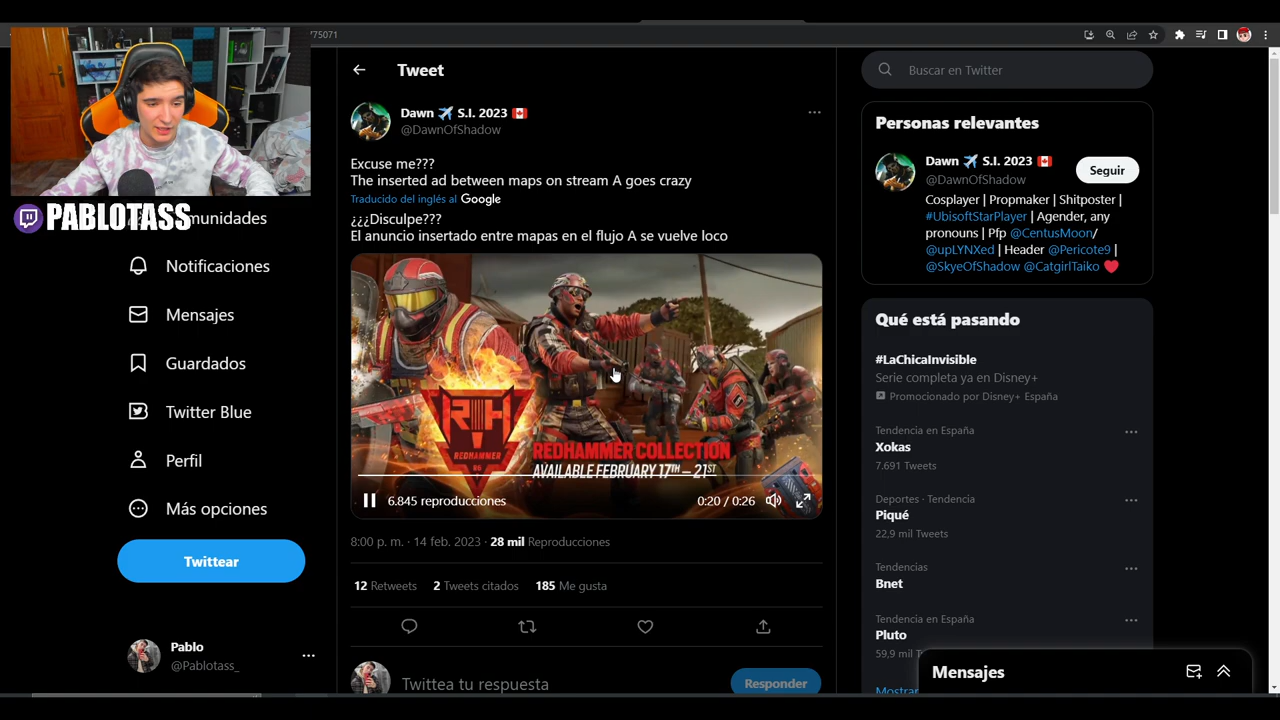 75071
PABLOTASS
munidades
Notificaciones
Mensajes
Guardados
Twitter Blue
Perfil
Más opciones
Twittear
Pablo
@Pablotass_
Tweet
Dawn ✈️ S.I. 2023 🇨🇦
@DawnOfShadow
Excuse me???
The inserted ad between maps on stream A goes crazy
Traducido del inglés al Google
¿¿¿Disculpe???
El anuncio insertado entre mapas en el flujo A se vuelve loco
RH
REDHAMMER
REDHAMMER COLLECTION
AVAILABLE FEBRUARY 17TH – 21ST
6.845 reproducciones
0:20 / 0:26
8:00 p. m. · 14 feb. 2023 · 28 mil Reproducciones
12 Retweets 2 Tweets citados 185 Me gusta
Twittea tu respuesta
Responder
Buscar en Twitter
Personas relevantes
Dawn ✈️ S.I. 2023 🇨🇦
@DawnOfShadow
Seguir
Cosplayer | Propmaker | Shitposter |
#UbisoftStarPlayer | Agender, any
pronouns | Pfp @CentusMoon/
@upLYNXed | Header @Pericote9 |
@SkyeOfShadow @CatgirlTaiko ❤️
Qué está pasando
#LaChicaInvisible
Serie completa ya en Disney+
Promocionado por Disney+ España
Tendencia en España
Xokas
7.691 Tweets
Deportes · Tendencia
Piqué
22,9 mil Tweets
Tendencias
Bnet
Tendencia en España
Pluto
59,9 mil T
Mostrar
Mensajes